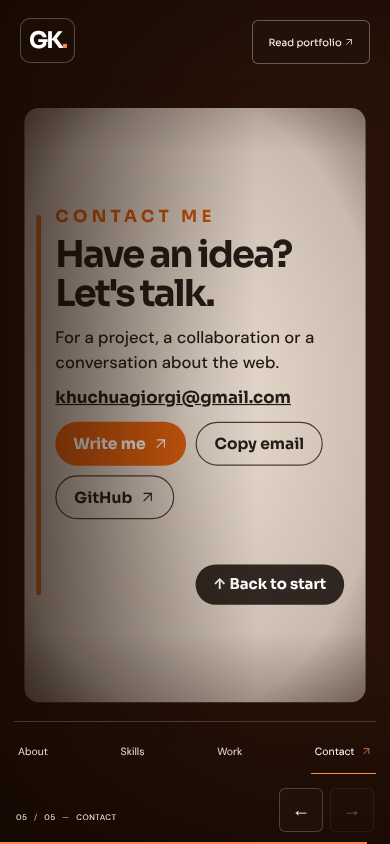 GK.
Read portfolio ↗
CONTACT ME
Have an idea?
Let's talk.
For a project, a collaboration or a
conversation about the web.
khuchuagiorgi@gmail.com
Write me ↗
Copy email
GitHub ↗
↑ Back to start
About
Skills
Work
Contact ↗
05 / 05 — CONTACT
← →